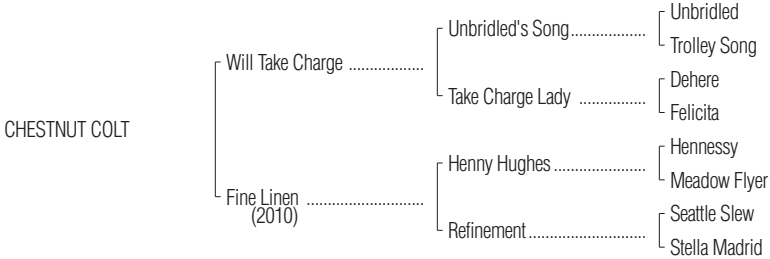 Unbridled
Unbridled's Song..................
Trolley Song
Will Take Charge ..................
Dehere
Take Charge Lady ................
Felicita
CHESTNUT COLT
Hennessy
Henny Hughes ......................
Meadow Flyer
Fine Linen ............................
(2010)
Seattle Slew
Refinement............................
Stella Madrid